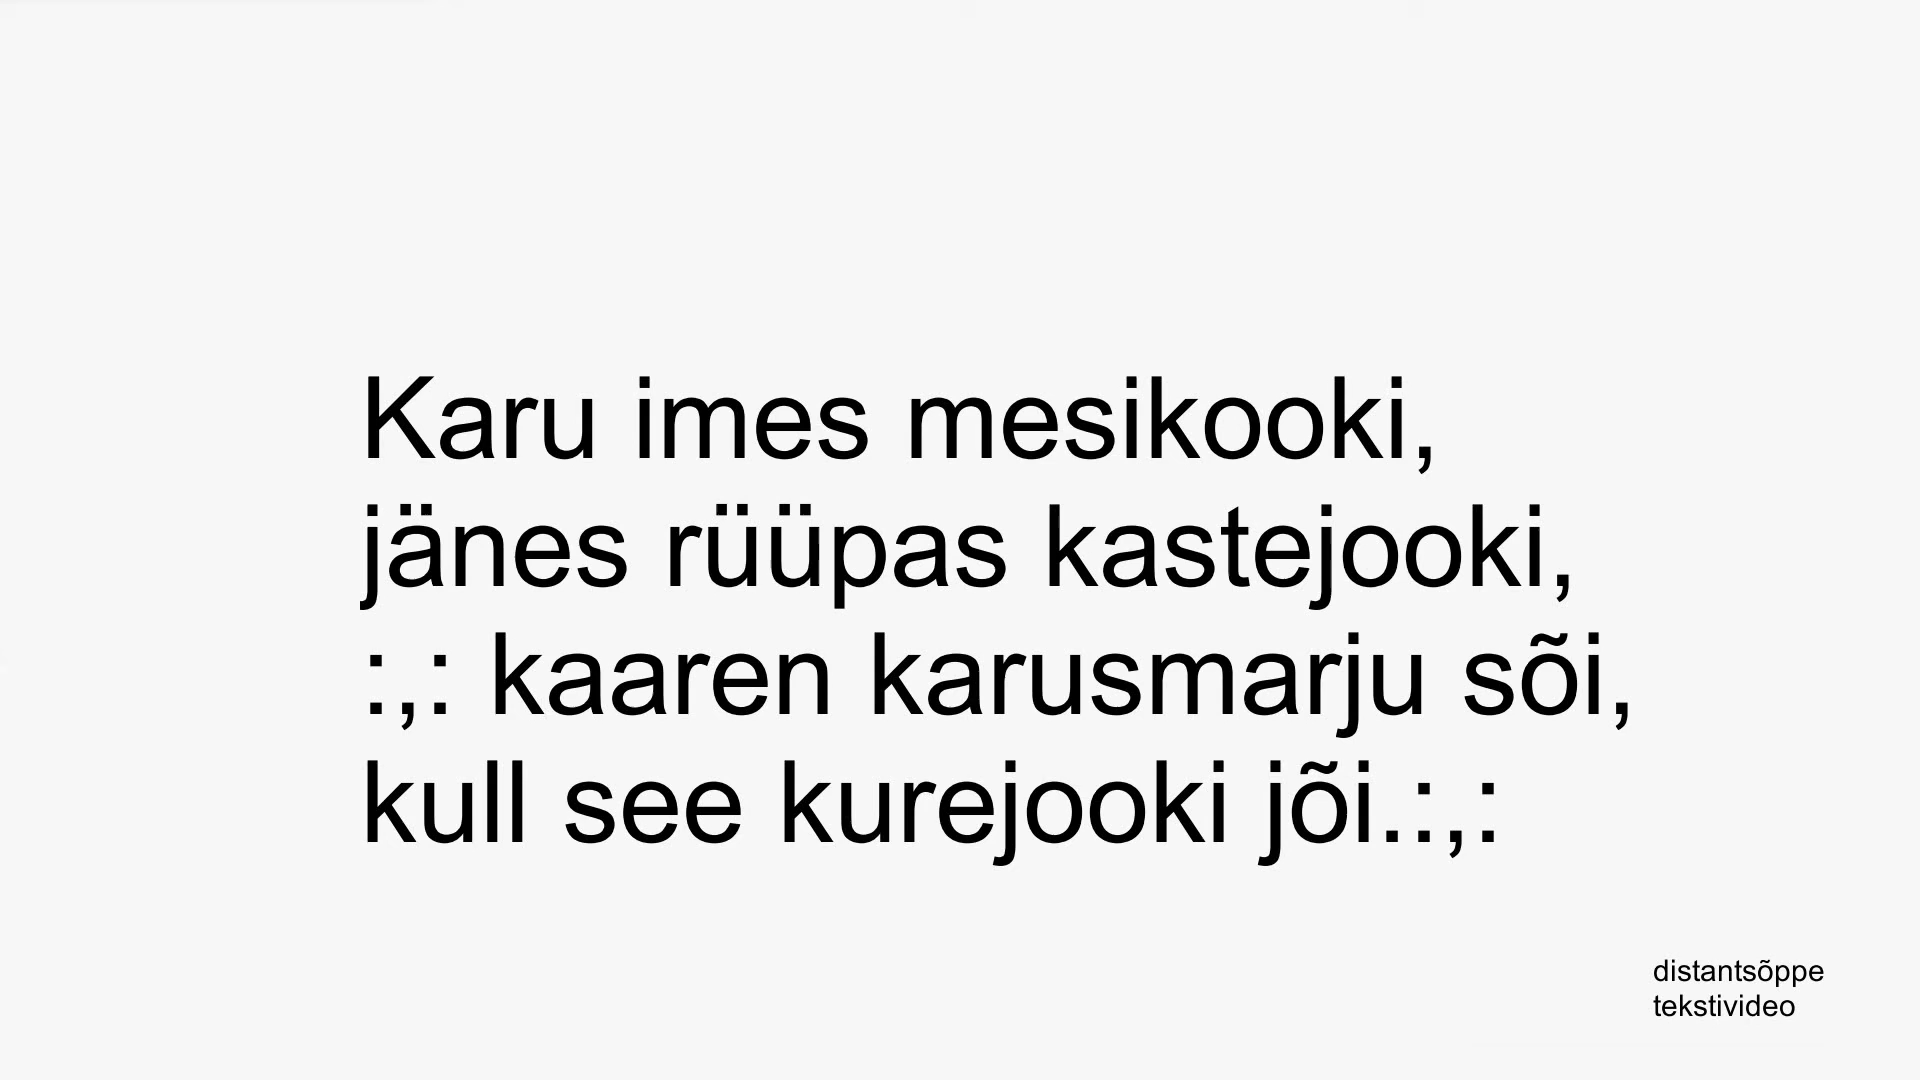 Karu imes mesikooki,
jänes rüüpas kastejooki,
:,: kaaren karusmarju sõi,
kull see kurejooki jõi.:,:
distantsõppe
tekstivideo